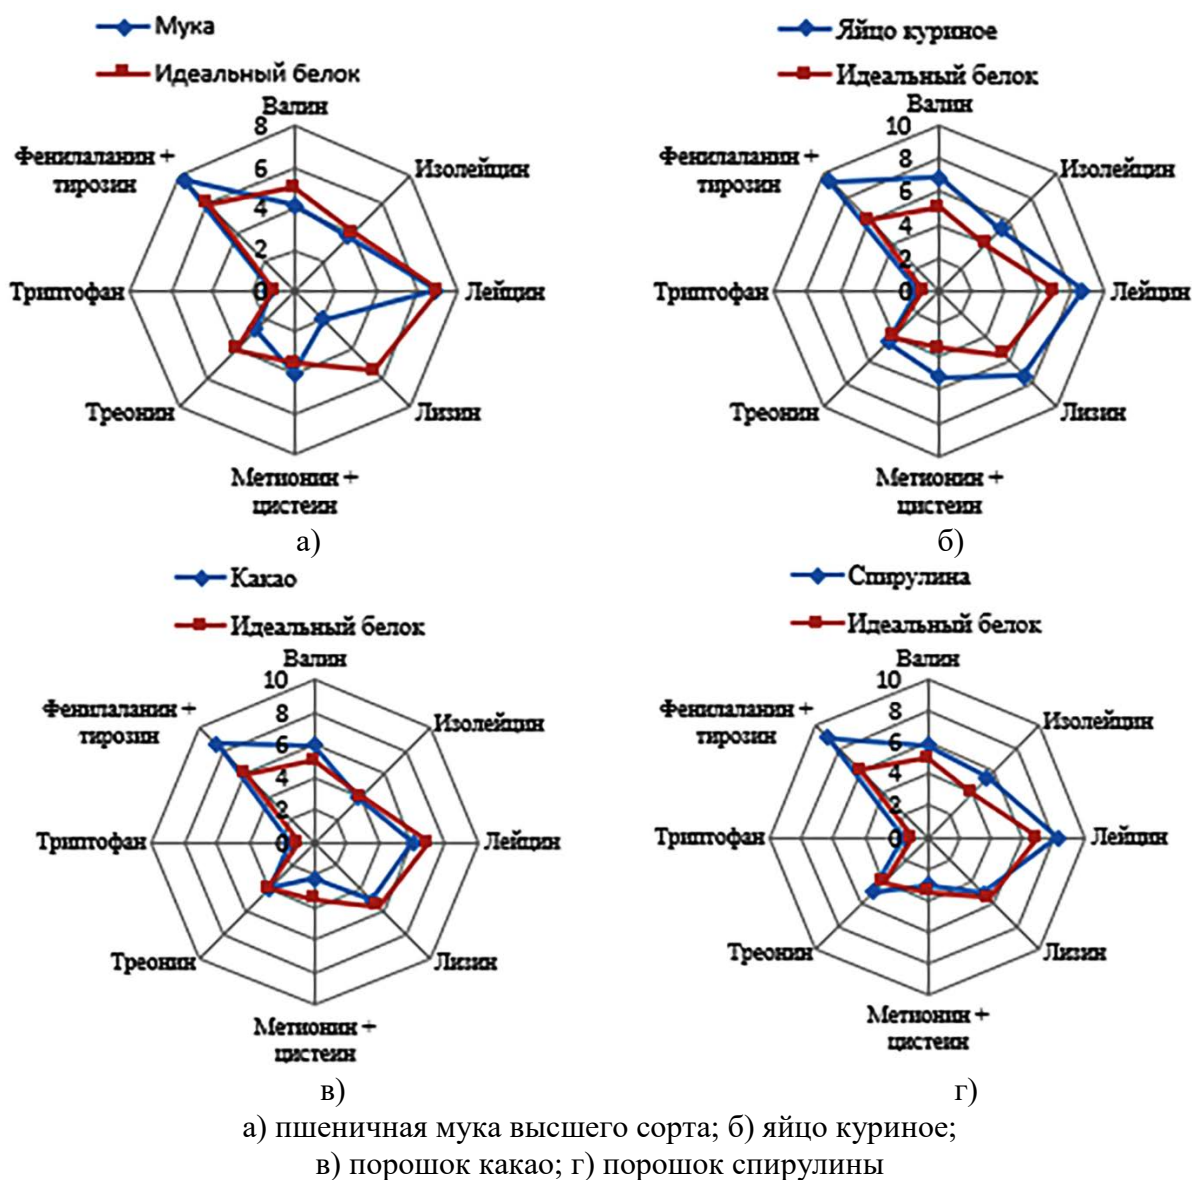 Мука
Идеальный белок
Валин
8
6
4
2
0
Фенилаланин +
тирозин
Изолейцин
Триптофан
Лейцин
Треонин
Лизин
Метионин +
цистеин
а)
Яйцо куриное
Идеальный белок
Валин
10
8
6
4
2
0
Фенилаланин +
тирозин
Изолейцин
Триптофан
Лейцин
Треонин
Лизин
Метионин +
цистеин
б)
Какао
Идеальный белок
Валин
10
8
6
4
2
0
Фенилаланин +
тирозин
Изолейцин
Триптофан
Лейцин
Треонин
Лизин
Метионин +
цистеин
в)
Спирулина
Идеальный белок
Валин
10
8
6
4
2
0
Фенилаланин +
тирозин
Изолейцин
Триптофан
Лейцин
Треонин
Лизин
Метионин +
цистеин
г)
а) пшеничная мука высшего сорта; б) яйцо куриное;
в) порошок какао; г) порошок спирулины